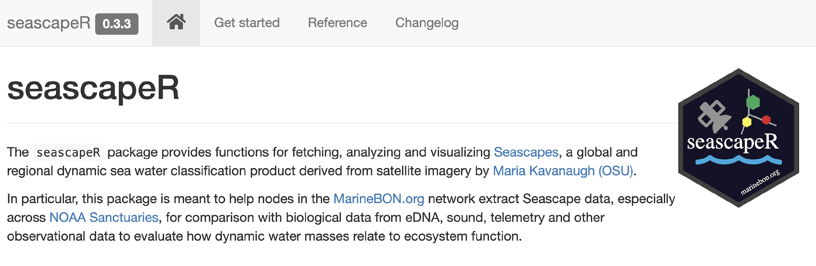 seascapeR 0.3.3 Get started Reference Changelog
seascapeR
seascapeR
marinebon.org
The seascapeR package provides functions for fetching, analyzing and visualizing Seascapes, a global and
regional dynamic sea water classification product derived from satellite imagery by Maria Kavanaugh (OSU).
In particular, this package is meant to help nodes in the MarineBON.org network extract Seascape data, especially
across NOAA Sanctuaries, for comparison with biological data from eDNA, sound, telemetry and other
observational data to evaluate how dynamic water masses relate to ecosystem function.